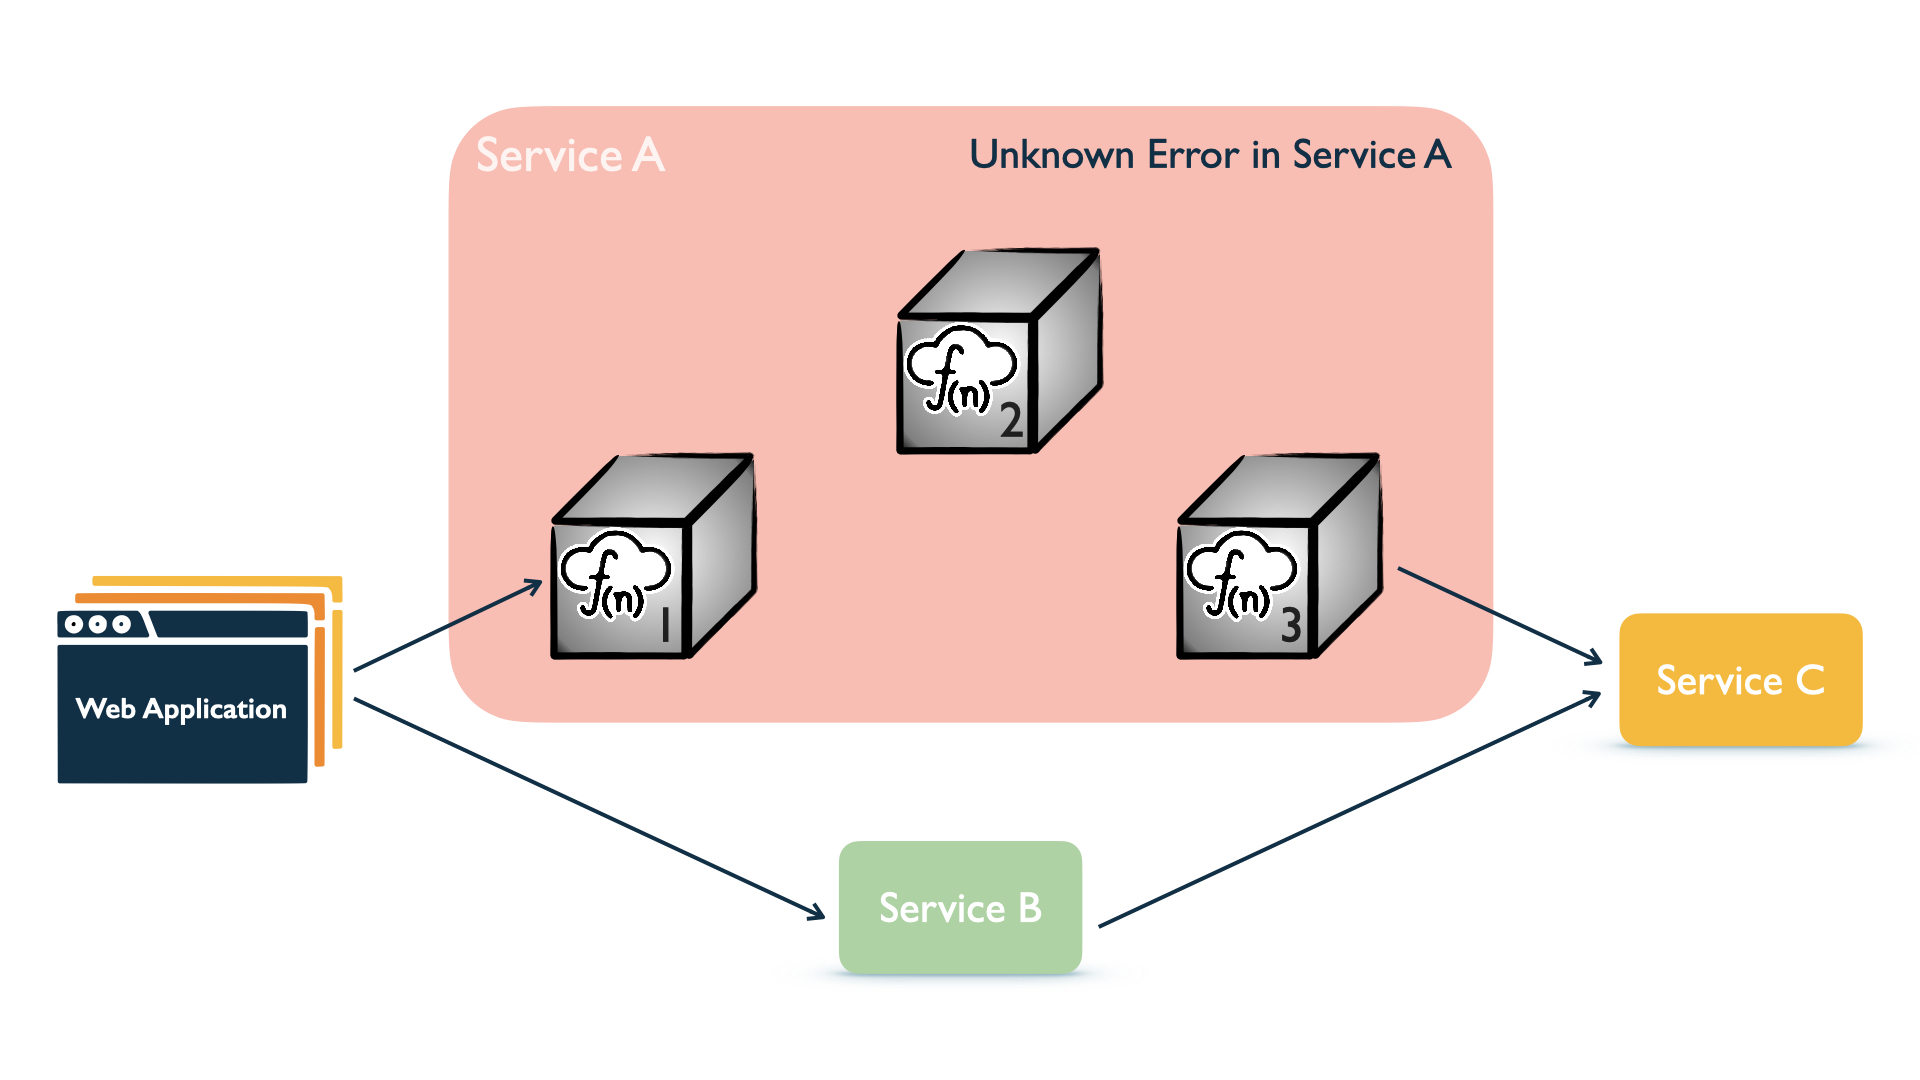 Service A
Unknown Error in Service A
f(n)
2
f(n)
1
f(n)
3
Web Application
Service C
Service B